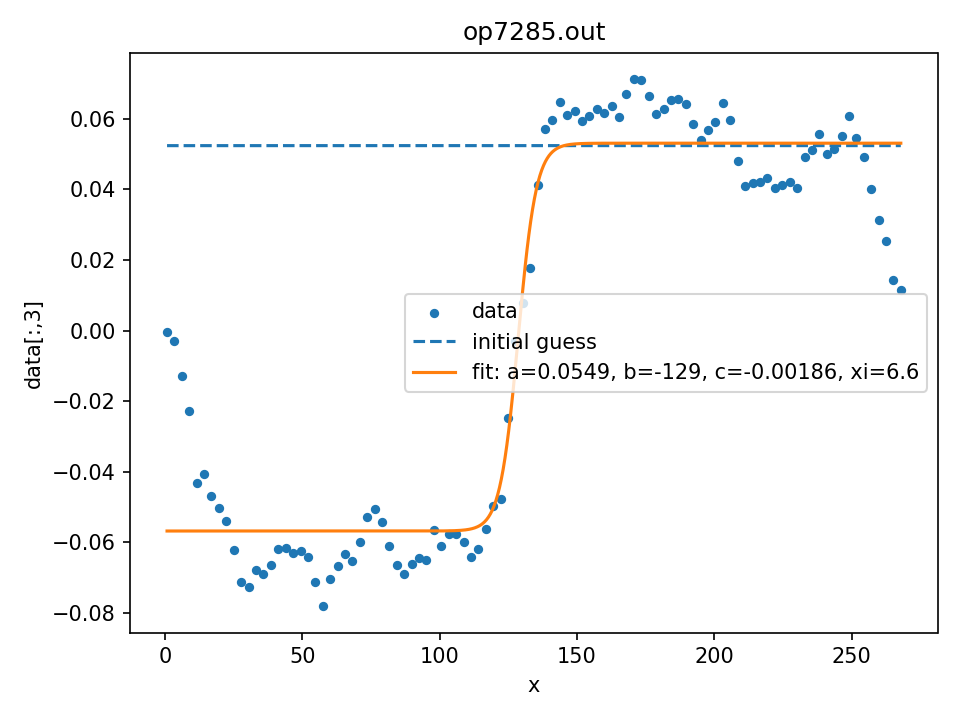 op7285.out
data[:,3]
0.06
0.04
0.02
0.00
−0.02
−0.04
−0.06
−0.08
data
initial guess
fit: a=0.0549, b=-129, c=-0.00186, xi=6.6
0 50 100 150 200 250
x